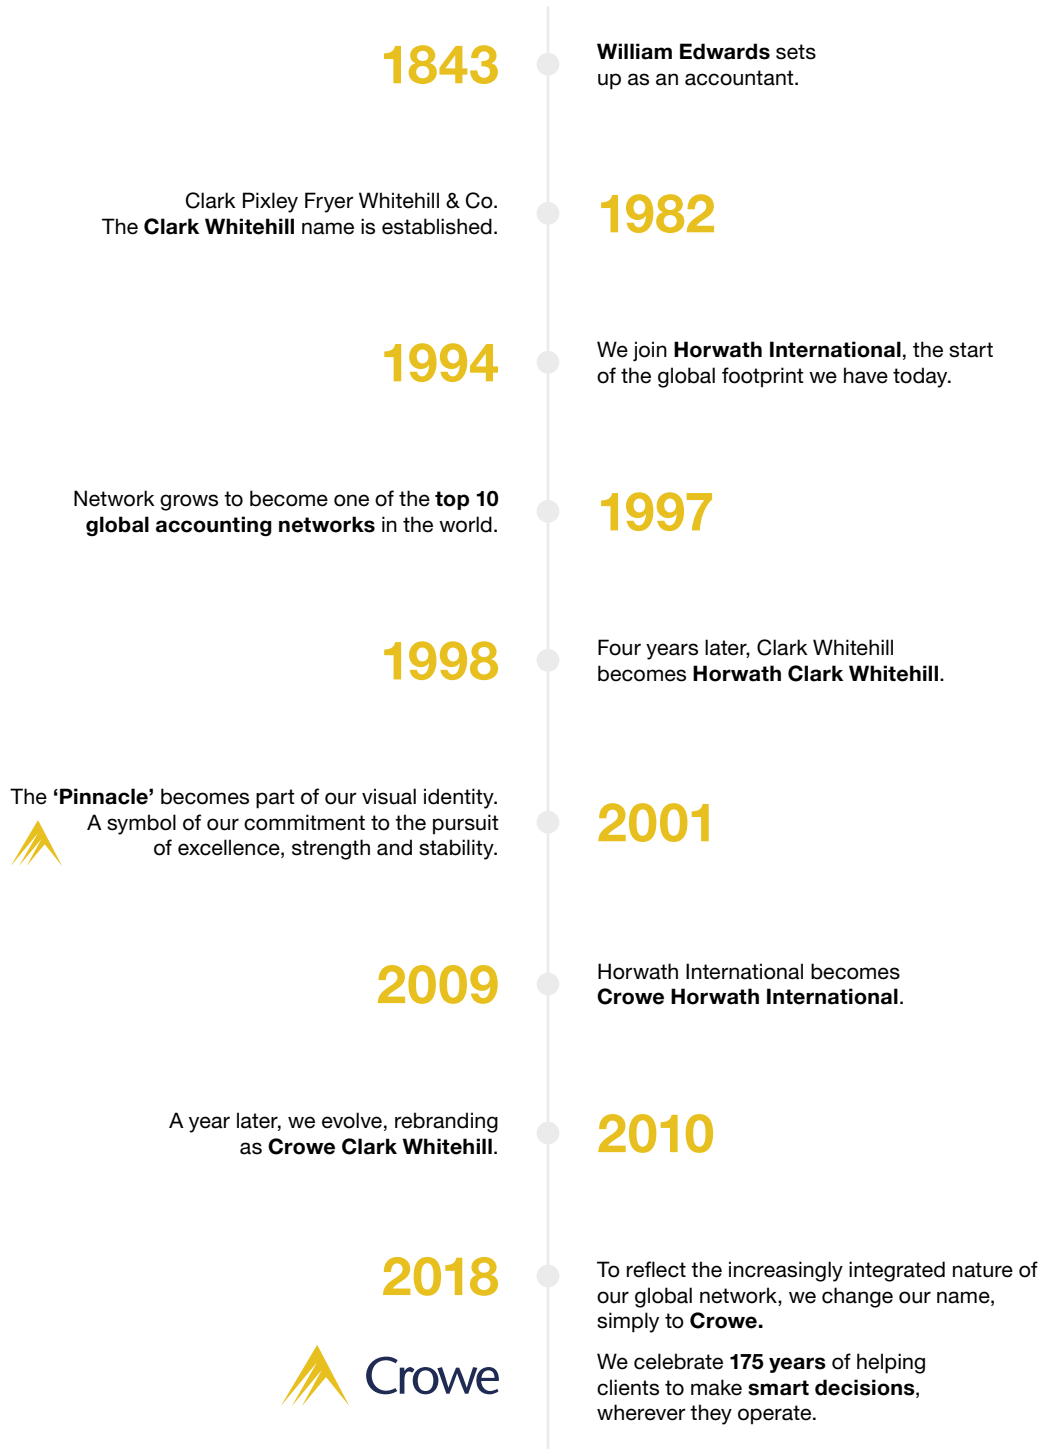 1843
William Edwards sets
up as an accountant.
Clark Pixley Fryer Whitehill & Co.
The Clark Whitehill name is established.
1982
1994
We join Horwath International, the start
of the global footprint we have today.
Network grows to become one of the top 10
global accounting networks in the world.
1997
1998
Four years later, Clark Whitehill
becomes Horwath Clark Whitehill.
The ‘Pinnacle’ becomes part of our visual identity.
A symbol of our commitment to the pursuit
of excellence, strength and stability.
2001
2009
Horwath International becomes
Crowe Horwath International.
A year later, we evolve, rebranding
as Crowe Clark Whitehill.
2010
2018
To reflect the increasingly integrated nature of
our global network, we change our name,
simply to Crowe.
Crowe
We celebrate 175 years of helping
clients to make smart decisions,
wherever they operate.